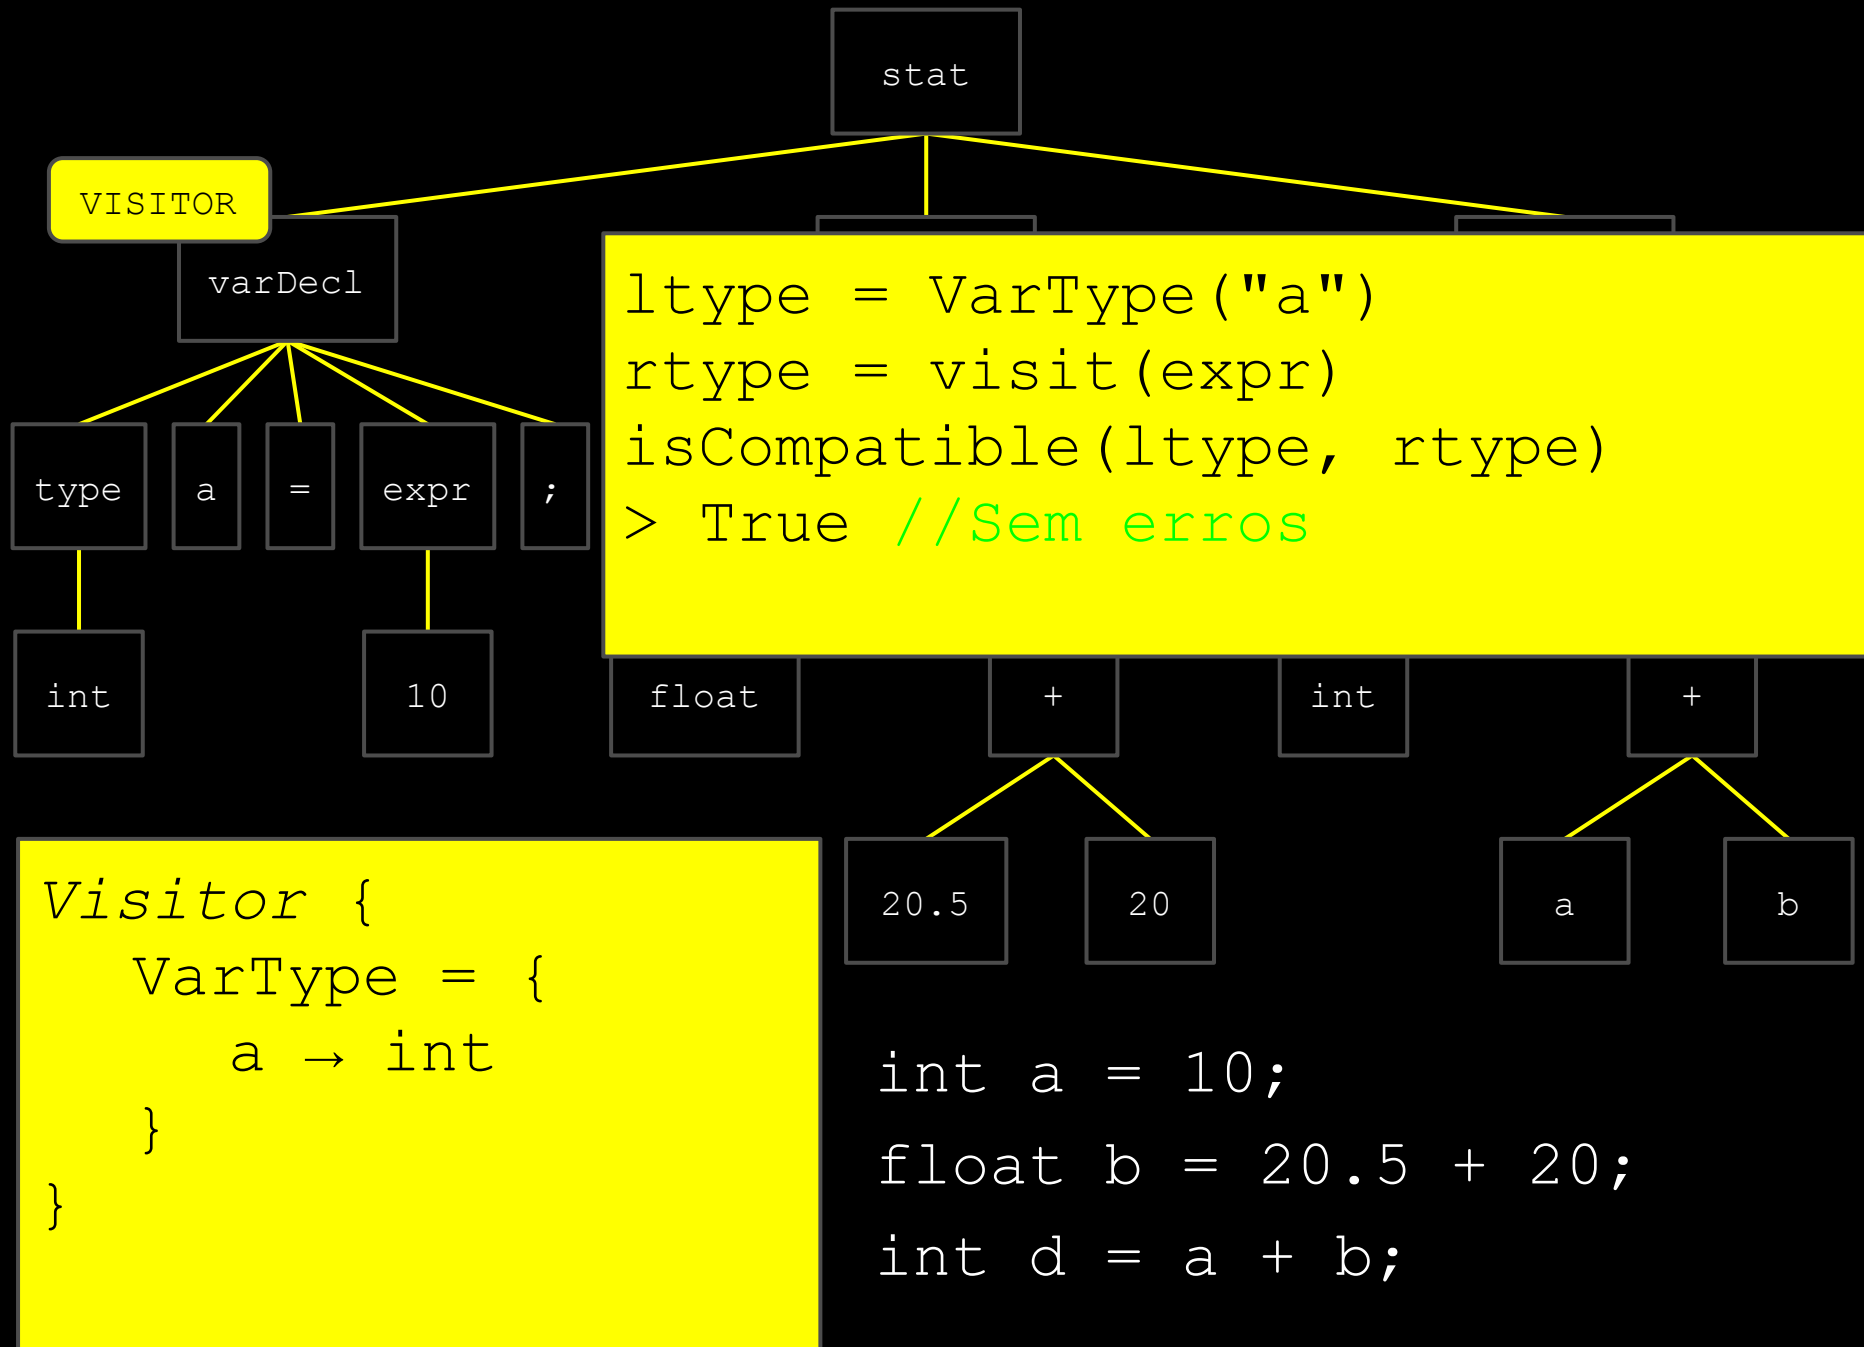 stat
VISITOR
varDecl
ltype = VarType("a")
rtype = visit(expr)
isCompatible(ltype, rtype)
> True //Sem erros
type
a
=
expr
;
int
10
float
+
int
+
20.5
20
a
b
Visitor {
VarType = {
a → int
}
}
int a = 10;
float b = 20.5 + 20;
int d = a + b;